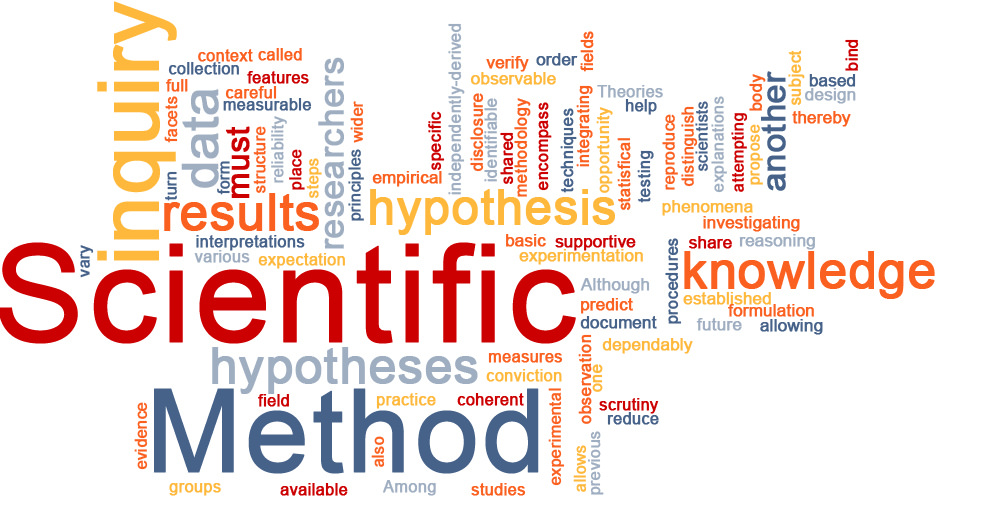 inquiry
context called
collection
features
full
careful
measurable
facets
data
must
structure
reliability
place
steps
researchers
wider
principles
turn
form
results
empirical
specific
independently-derived
verify order
observable
disclosure
identifiable
shared
methodology
encompass
techniques
integrating
fields
opportunity
Theories
help
statistical
testing
reproduce
distinguish
scientists
explanations
attempting
propose
body
another
subject
bind
based
design
thereby
hypothesis
phenomena
investigating
interpretations
various
expectation
vary
basic supportive
experimentation
share reasoning
procedures
knowledge
Scientific
Although
predict
document
established
formulation
future allowing
dependably
hypotheses
measures
conviction
observation
one
field
practice
coherent
experimental
scrutiny
reduce
evidence
Method
also
allows
previous
groups
available
Among
studies